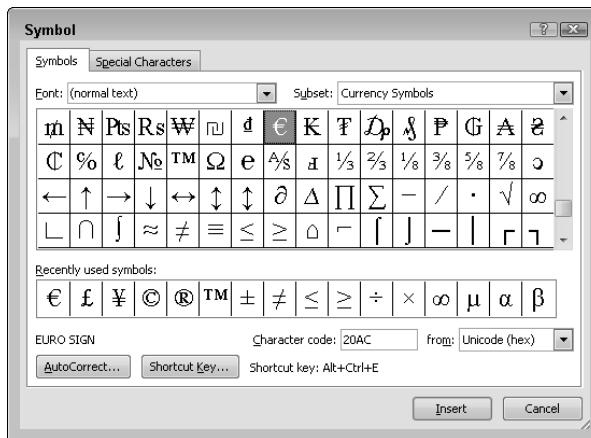 Symbol
Symbols Special Characters
Font: (normal text) Subset: Currency Symbols
₥ ₦ ₧ ₨ ₩ ₪ ₫ € ₭ ₮ ₯ ₰ ₱ ₲ ₳ ₴
₵ ℅ ℓ № ™ Ω ℮ ⅍ ⅎ ⅓ ⅔ ⅛ ⅜ ⅝ ⅞ ↄ
← ↑ → ↓ ↔ ↕ ↨ ∂ ∆ ∏ ∑ − ∕ ∙ √ ∞
∟ ∩ ∫ ≈ ≠ ≡ ≤ ≥ ⌂ ⌐ ⌠ ⌡ ─ │ ┌ ┐
Recently used symbols:
€ £ ¥ © ® ™ ± ≠ ≤ ≥ ÷ × ∞ µ α β
EURO SIGN Character code: 20AC from: Unicode (hex)
AutoCorrect... Shortcut Key... Shortcut key: Alt+Ctrl+E
Insert Cancel